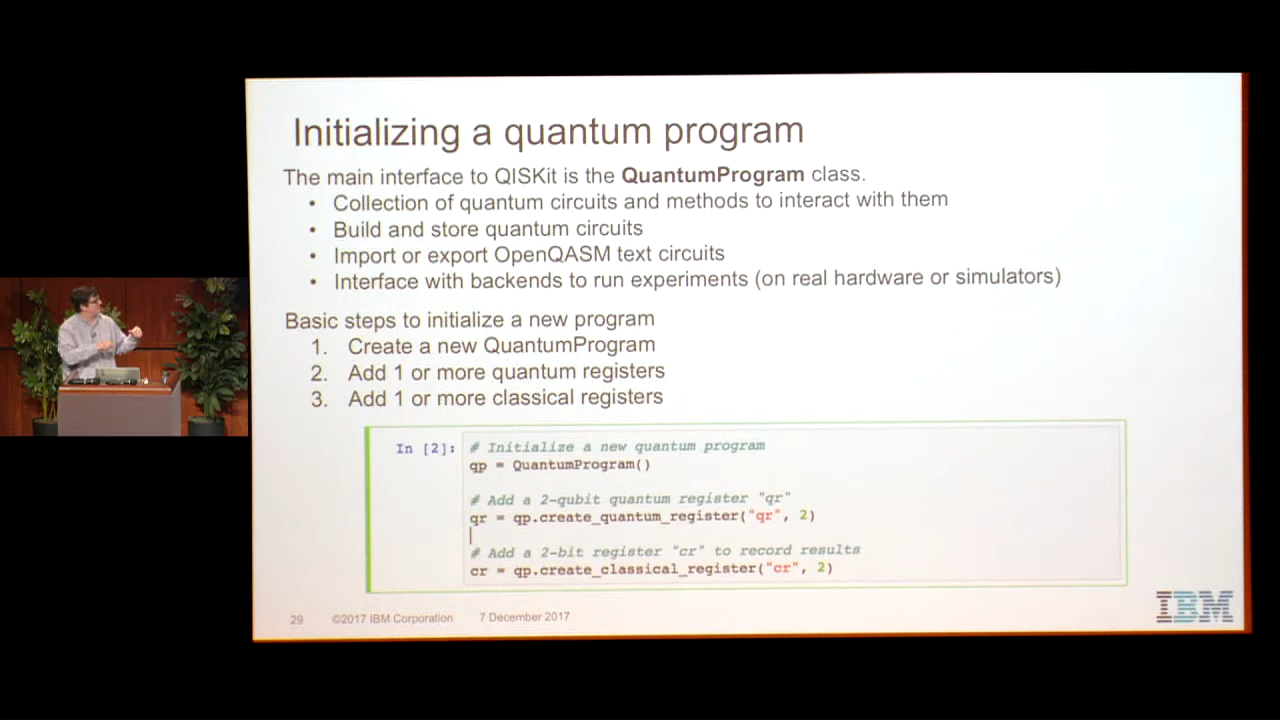 Initializing a quantum program
The main interface to QISKit is the QuantumProgram class.
• Collection of quantum circuits and methods to interact with them
• Build and store quantum circuits
• Import or export OpenQASM text circuits
• Interface with backends to run experiments (on real hardware or simulators)
Basic steps to initialize a new program
1. Create a new QuantumProgram
2. Add 1 or more quantum registers
3. Add 1 or more classical registers
In [2]: # Initialize a new quantum program
qp = QuantumProgram()
# Add a 2-qubit quantum register "qr"
qr = qp.create_quantum_register("qr", 2)
# Add a 2-bit register "cr" to record results
cr = qp.create_classical_register("cr", 2)
29 ©2017 IBM Corporation 7 December 2017
IBM